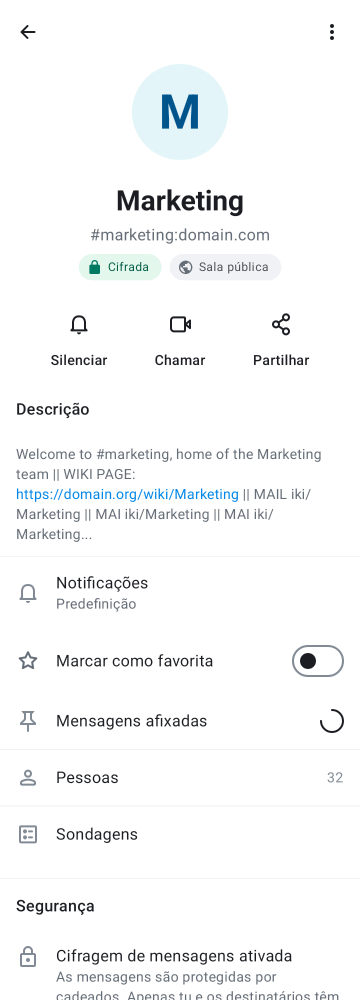 M
Marketing
#marketing:domain.com
Cifrada
Sala pública
Silenciar
Chamar
Partilhar
Descrição
Welcome to #marketing, home of the Marketing
team || WIKI PAGE:
https://domain.org/wiki/Marketing || MAIL iki/
Marketing || MAI iki/Marketing || MAI iki/
Marketing...
Notificações
Predefinição
Marcar como favorita
Mensagens afixadas
Pessoas
32
Sondagens
Segurança
Cifragem de mensagens ativada
As mensagens são protegidas por
cadeados. Apenas tu e os destinatários têm